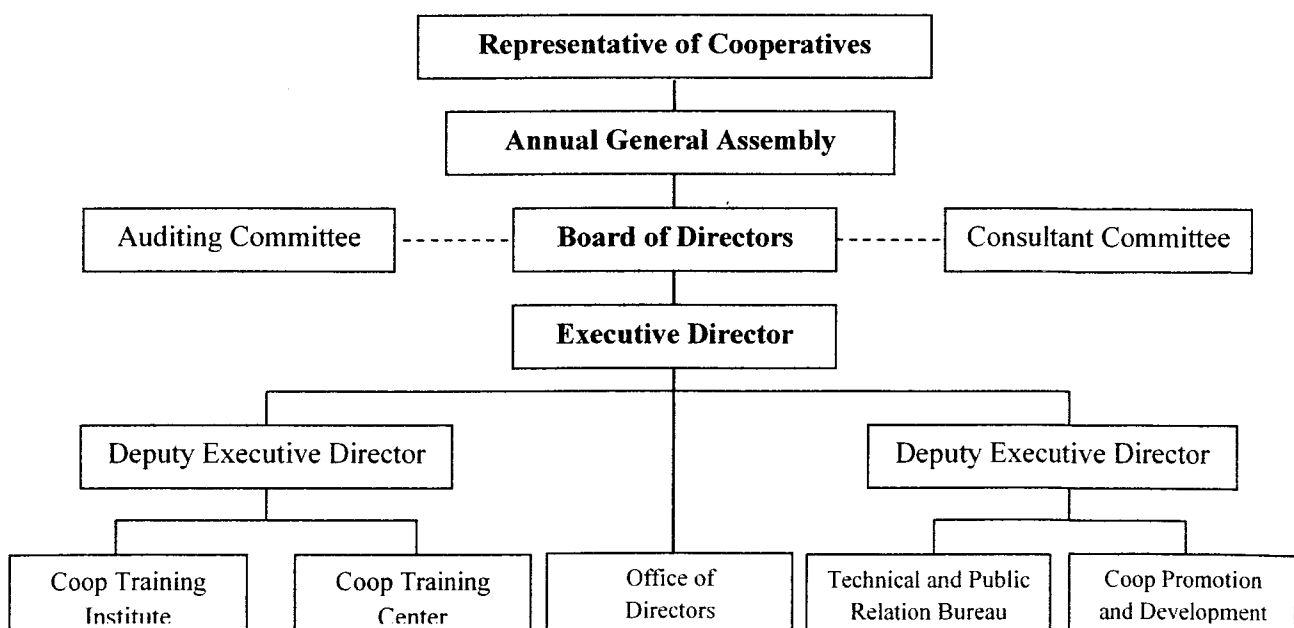 Representative of Cooperatives
Annual General Assembly
Auditing Committee
Board of Directors
Consultant Committee
Executive Director
Deputy Executive Director
Deputy Executive Director
Coop Training
Institute
Coop Training
Center
Office of
Directors
Technical and Public
Relation Bureau
Coop Promotion
and Development